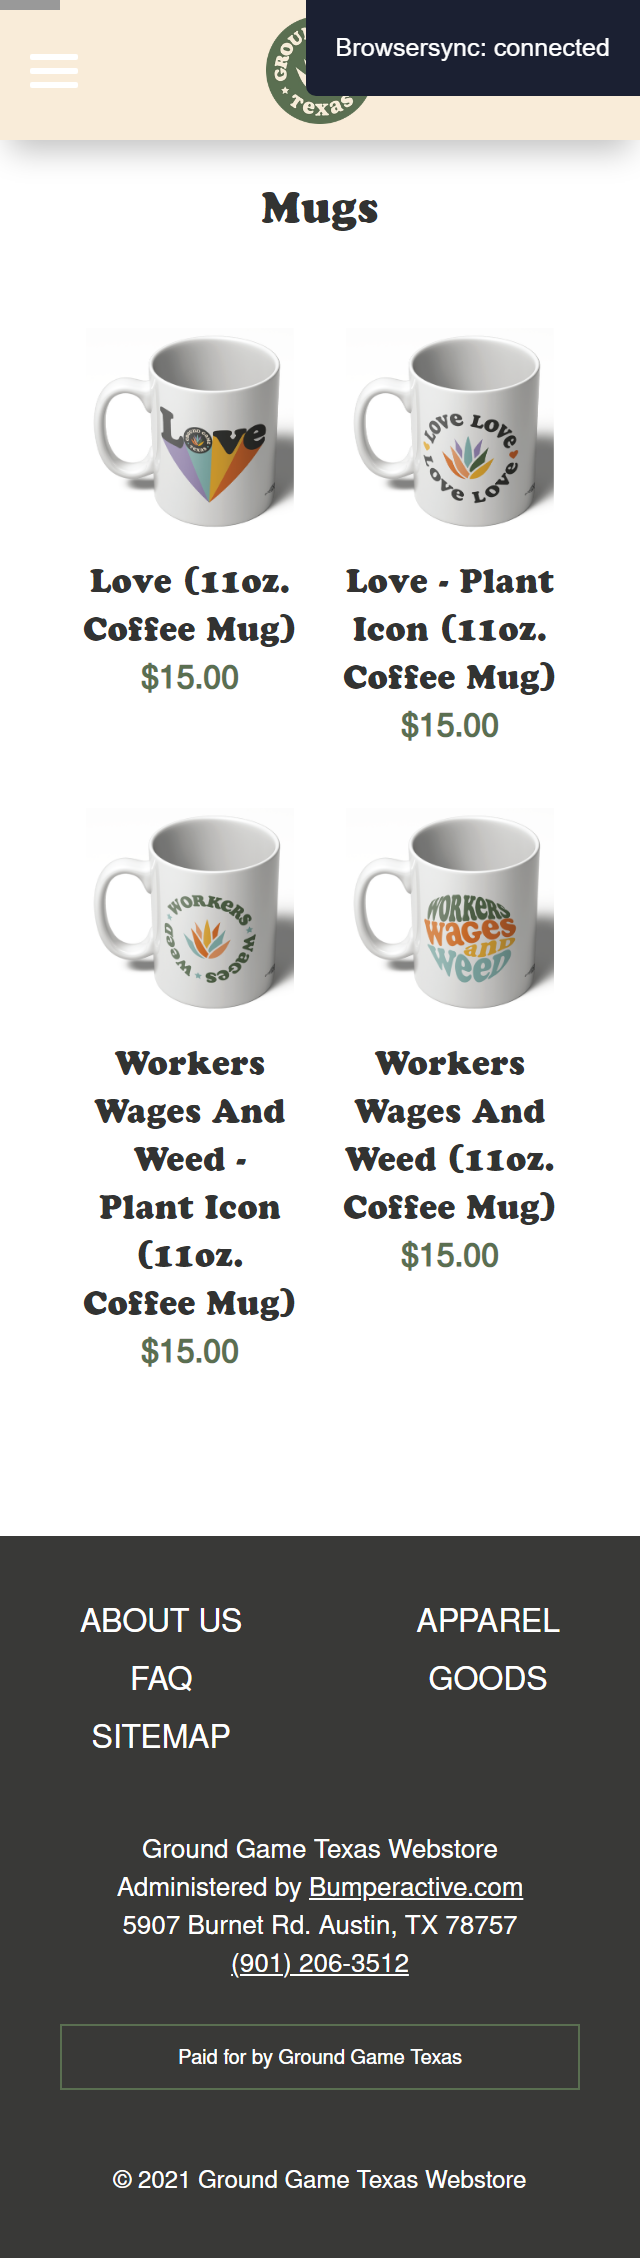 GROU
Texas
Browsersync: connected
Mugs
Love
GROUND GAME
TEXAS
LOVE LOVE
LOVE LOVE
Love (11oz.
Coffee Mug)
$15.00
Love - Plant
Icon (11oz.
Coffee Mug)
$15.00
WORKERS
WAGES
WEED
WORKERS
WAGES
and
WEED
Workers
Wages And
Weed -
Plant Icon
(11oz.
Coffee Mug)
$15.00
Workers
Wages And
Weed (11oz.
Coffee Mug)
$15.00
ABOUT US
FAQ
SITEMAP
APPAREL
GOODS
Ground Game Texas Webstore
Administered by Bumperactive.com
5907 Burnet Rd. Austin, TX 78757
(901) 206-3512
Paid for by Ground Game Texas
© 2021 Ground Game Texas Webstore